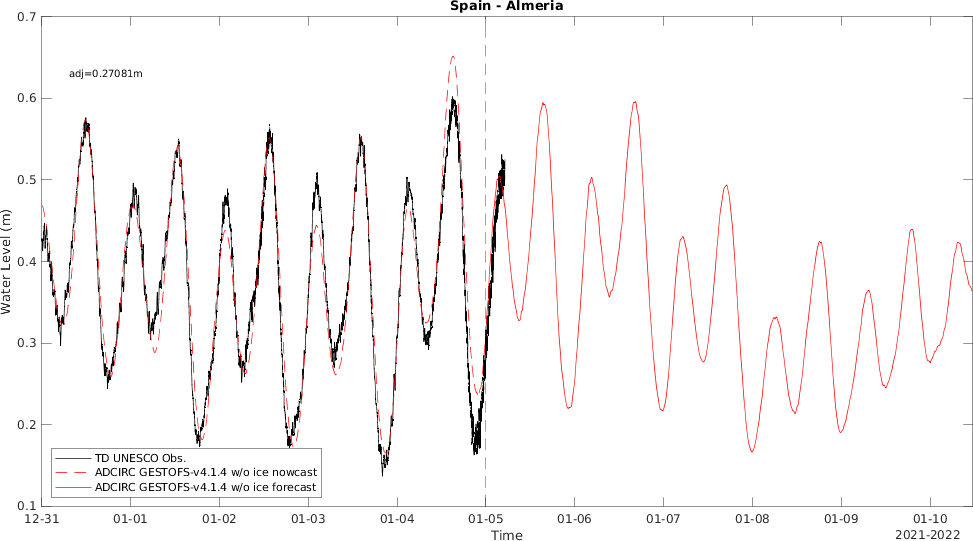 Spain - Almeria
adj=0.27081m
Water Level (m)
0.7
0.6
0.5
0.4
0.3
0.2
0.1
TD UNESCO Obs.
ADCIRC GESTOFS-v4.1.4 w/o ice nowcast
ADCIRC GESTOFS-v4.1.4 w/o ice forecast
12-31 01-01 01-02 01-03 01-04 01-05 01-06 01-07 01-08 01-09 01-10
Time
2021-2022